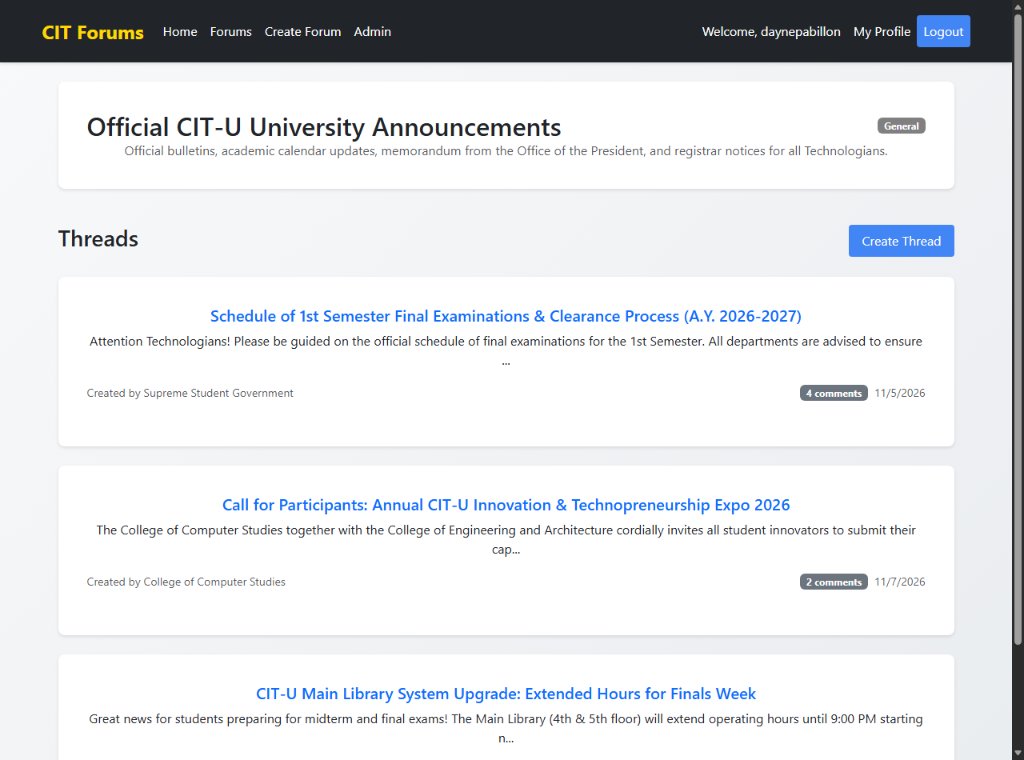 CIT Forums Home Forums Create Forum Admin Welcome, daynepabillon My Profile Logout
Official CIT-U University Announcements General
Official bulletins, academic calendar updates, memorandum from the Office of the President, and registrar notices for all Technologians.
Threads Create Thread
Schedule of 1st Semester Final Examinations & Clearance Process (A.Y. 2026-2027)
Attention Technologians! Please be guided on the official schedule of final examinations for the 1st Semester. All departments are advised to ensure
...
Created by Supreme Student Government 4 comments 11/5/2026
Call for Participants: Annual CIT-U Innovation & Technopreneurship Expo 2026
The College of Computer Studies together with the College of Engineering and Architecture cordially invites all student innovators to submit their
cap...
Created by College of Computer Studies 2 comments 11/7/2026
CIT-U Main Library System Upgrade: Extended Hours for Finals Week
Great news for students preparing for midterm and final exams! The Main Library (4th & 5th floor) will extend operating hours until 9:00 PM starting
n...